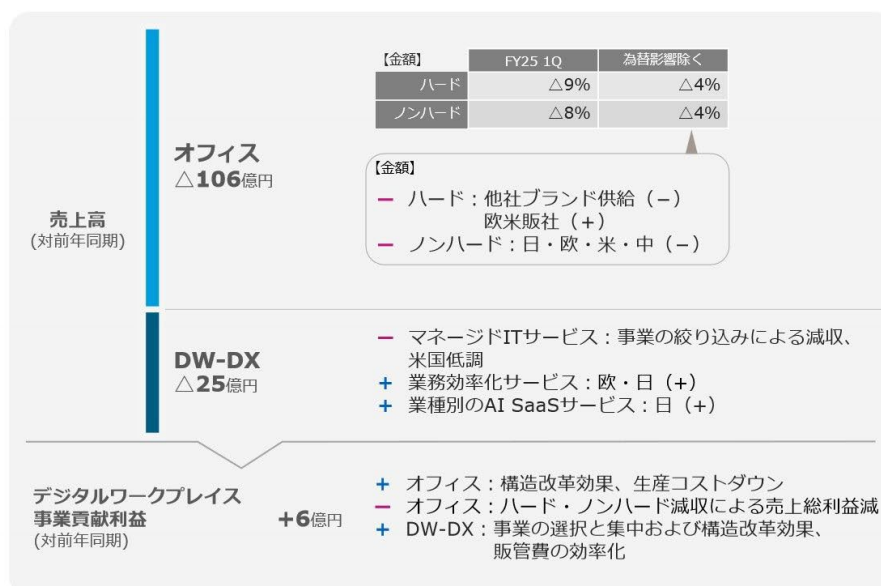 【金額】 FY25 1Q 為替影響除く
ハード △9% △4%
ノンハード △8% △4%
オフィス
△106億円
【金額】
− ハード：他社ブランド供給（−）
欧米販社（+）
− ノンハード：日・欧・米・中（−）
売上高
(対前年同期)
DW-DX
△25億円
− マネージドITサービス：事業の絞り込みによる減収、
米国低調
+ 業務効率化サービス：欧・日（+）
+ 業種別のAI SaaSサービス：日（+）
デジタルワークプレイス
事業貢献利益
(対前年同期)
+6億円
+ オフィス：構造改革効果、生産コストダウン
− オフィス：ハード・ノンハード減収による売上総利益減
+ DW-DX：事業の選択と集中および構造改革効果、
販管費の効率化